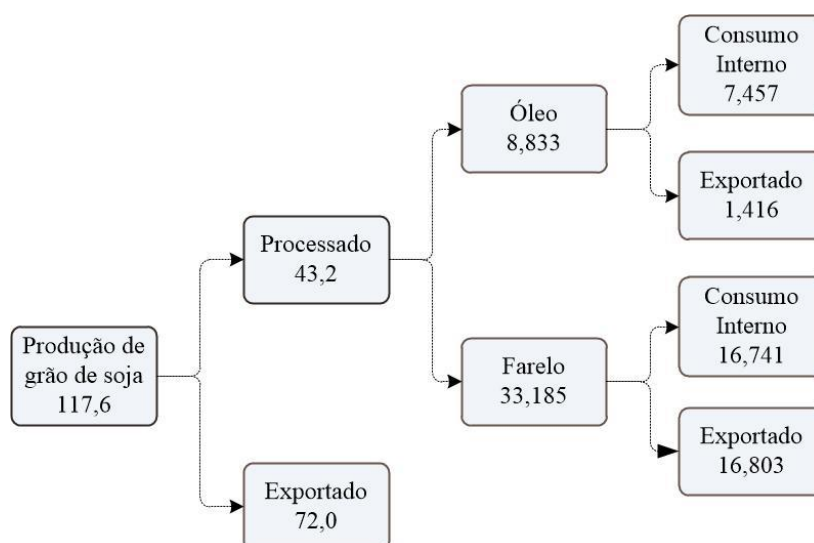 Produção de
grão de soja
117,6
Processado
43,2
Exportado
72,0
Óleo
8,833
Farelo
33,185
Consumo
Interno
7,457
Exportado
1,416
Consumo
Interno
16,741
Exportado
16,803